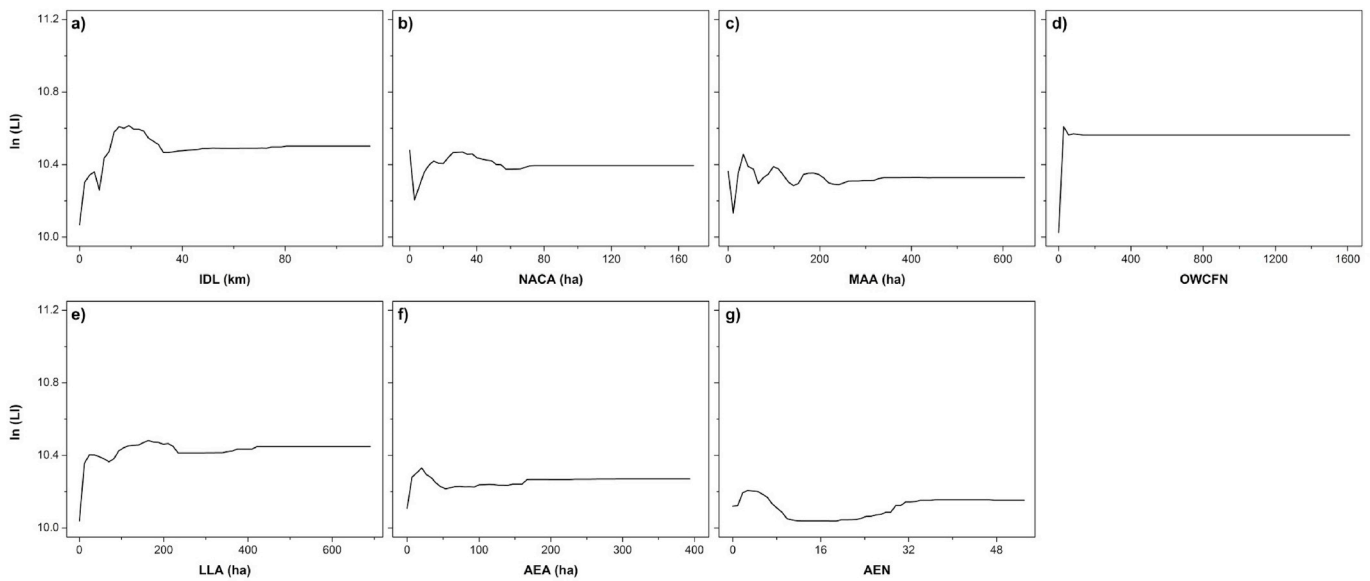 a)
b)
c)
d)
11.2
10.8
10.4
10.0
ln (LI)
0 40 80
IDL (km)
0 40 80 120 160
NACA (ha)
0 200 400 600
MAA (ha)
0 400 800 1200 1600
OWCFN
e)
f)
g)
11.2
10.8
10.4
10.0
ln (LI)
0 200 400 600
LLA (ha)
0 100 200 300 400
AEA (ha)
0 16 32 48
AEN